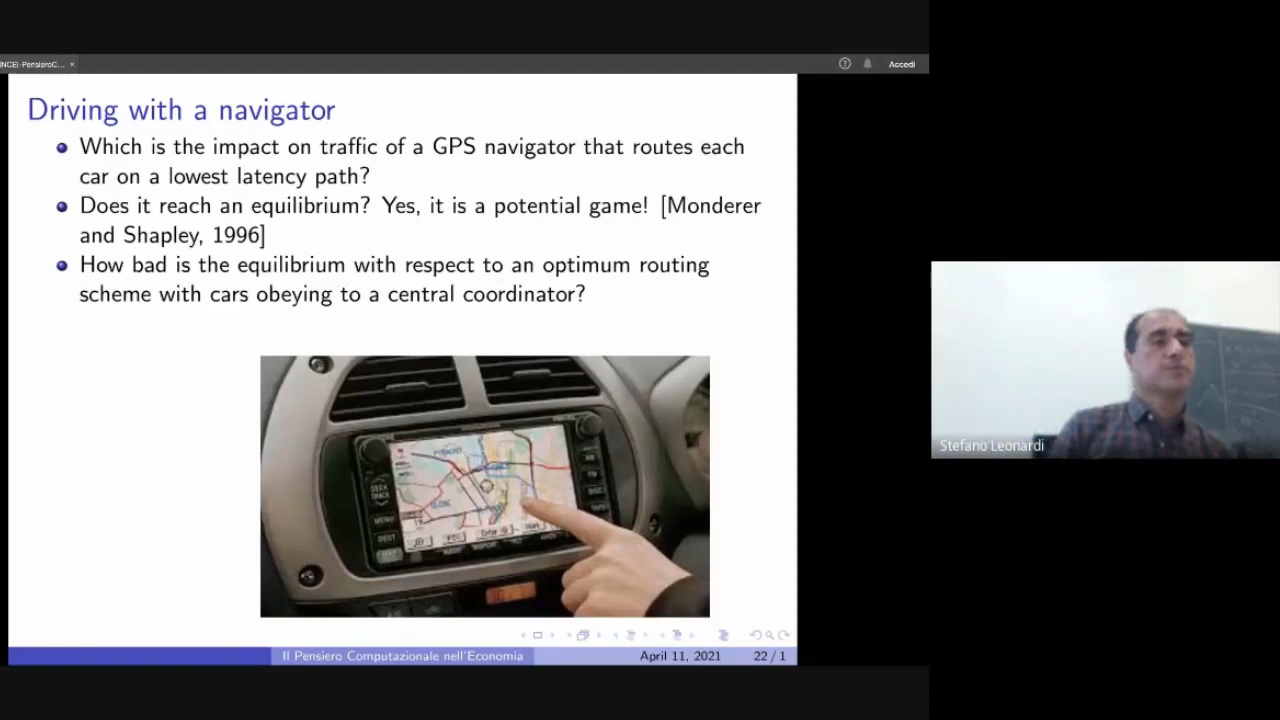 Accedi
Driving with a navigator
Which is the impact on traffic of a GPS navigator that routes each
car on a lowest latency path?
Does it reach an equilibrium? Yes, it is a potential game! [Monderer
and Shapley, 1996]
How bad is the equilibrium with respect to an optimum routing
scheme with cars obeying to a central coordinator?
MENU
DEST
Stefano Leonardi
Il Pensiero Computazionale nell'Economia
April 11, 2021
22 / 1